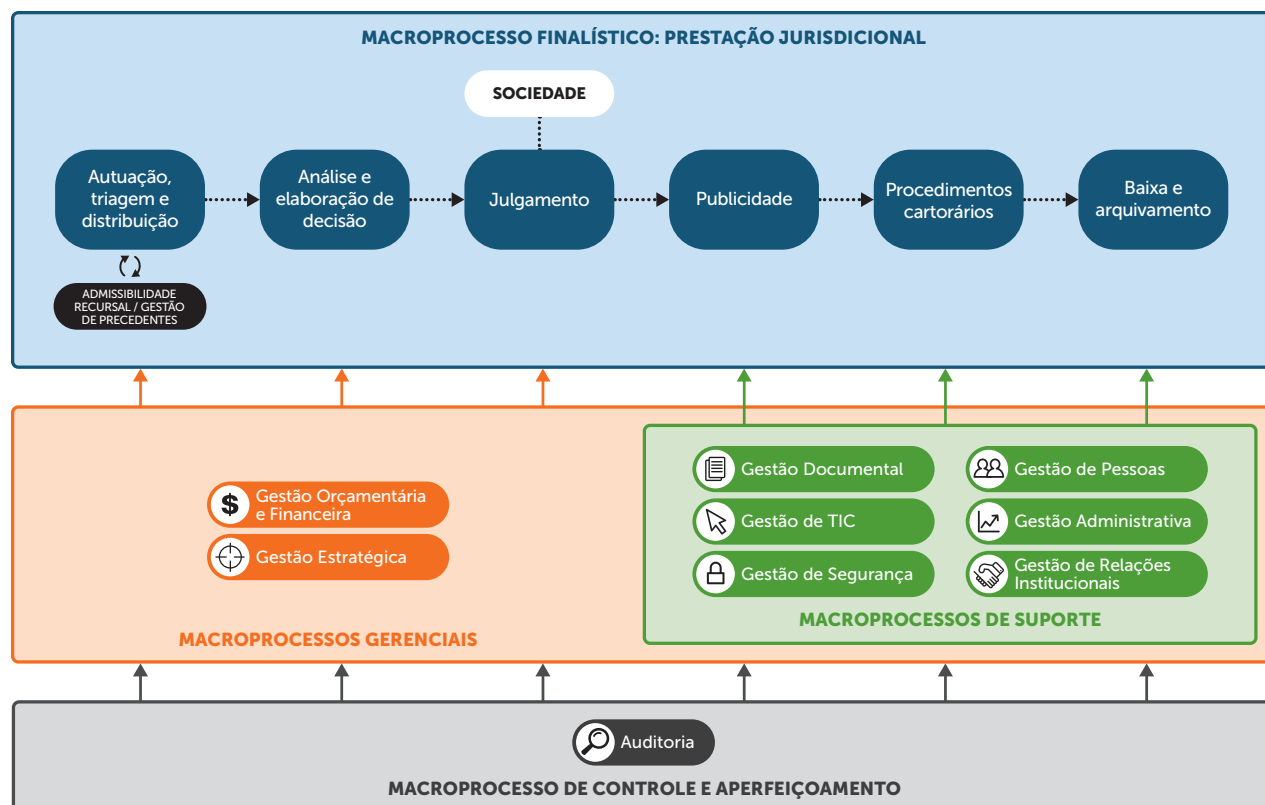 MACROPROCESSO FINALÍSTICO: PRESTAÇÃO JURISDICIONAL
SOCIEDADE
Autuação,
triagem e
distribuição
Análise e
elaboração de
decisão
Julgamento
Publicidade
Procedimentos
cartorários
Baixa e
arquivamento
ADMISSIBILIDADE
RECURSAL / GESTÃO
DE PRECEDENTES
$
Gestão Orçamentária
e Financeira
Gestão Estratégica
MACROPROCESSOS GERENCIAIS
Gestão Documental
Gestão de Pessoas
Gestão de TIC
Gestão Administrativa
Gestão de Segurança
Gestão de Relações
Institucionais
MACROPROCESSOS DE SUPORTE
Auditoria
MACROPROCESSO DE CONTROLE E APERFEIÇOAMENTO